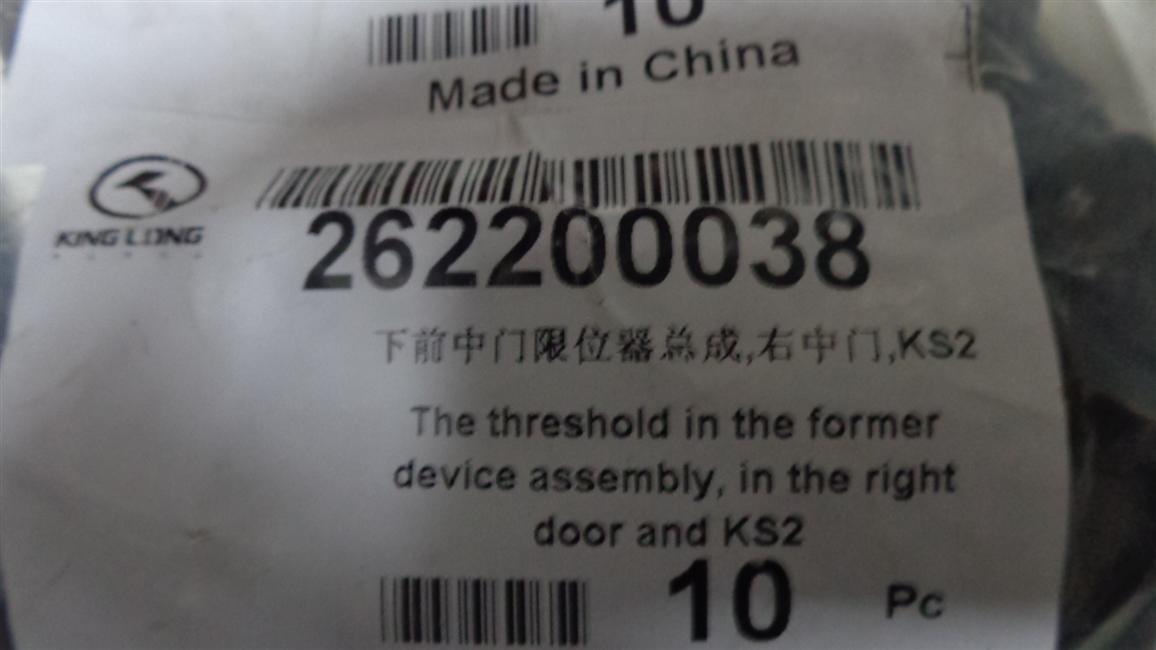 10
Made in China
KING LONG
262200038
下前中门限位器总成,右中门,KS2
The threshold in the former
device assembly, in the right
door and KS2
10 Pc